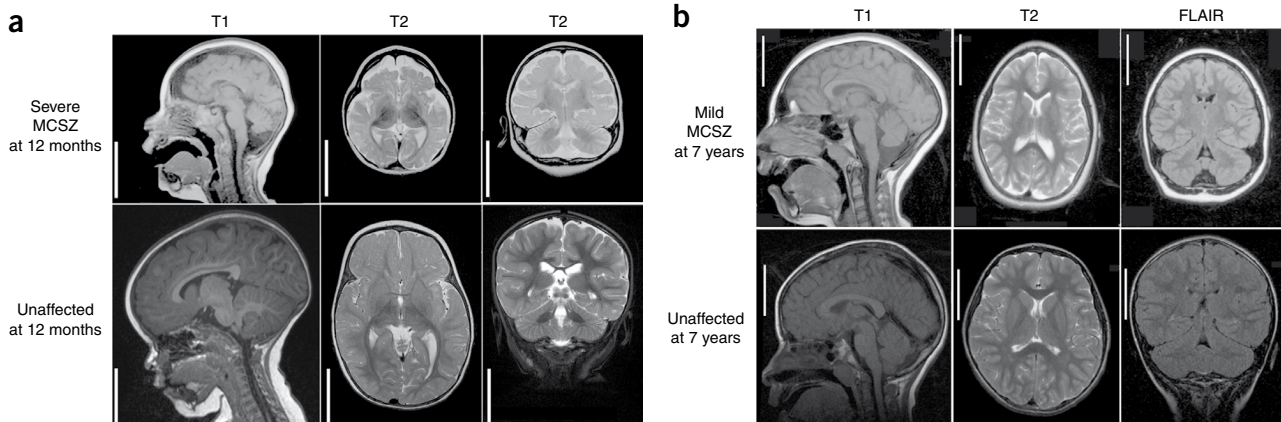 a
T1
T2
T2
Severe
MCSZ
at 12 months
Unaffected
at 12 months
b
T1
T2
FLAIR
Mild
MCSZ
at 7 years
Unaffected
at 7 years